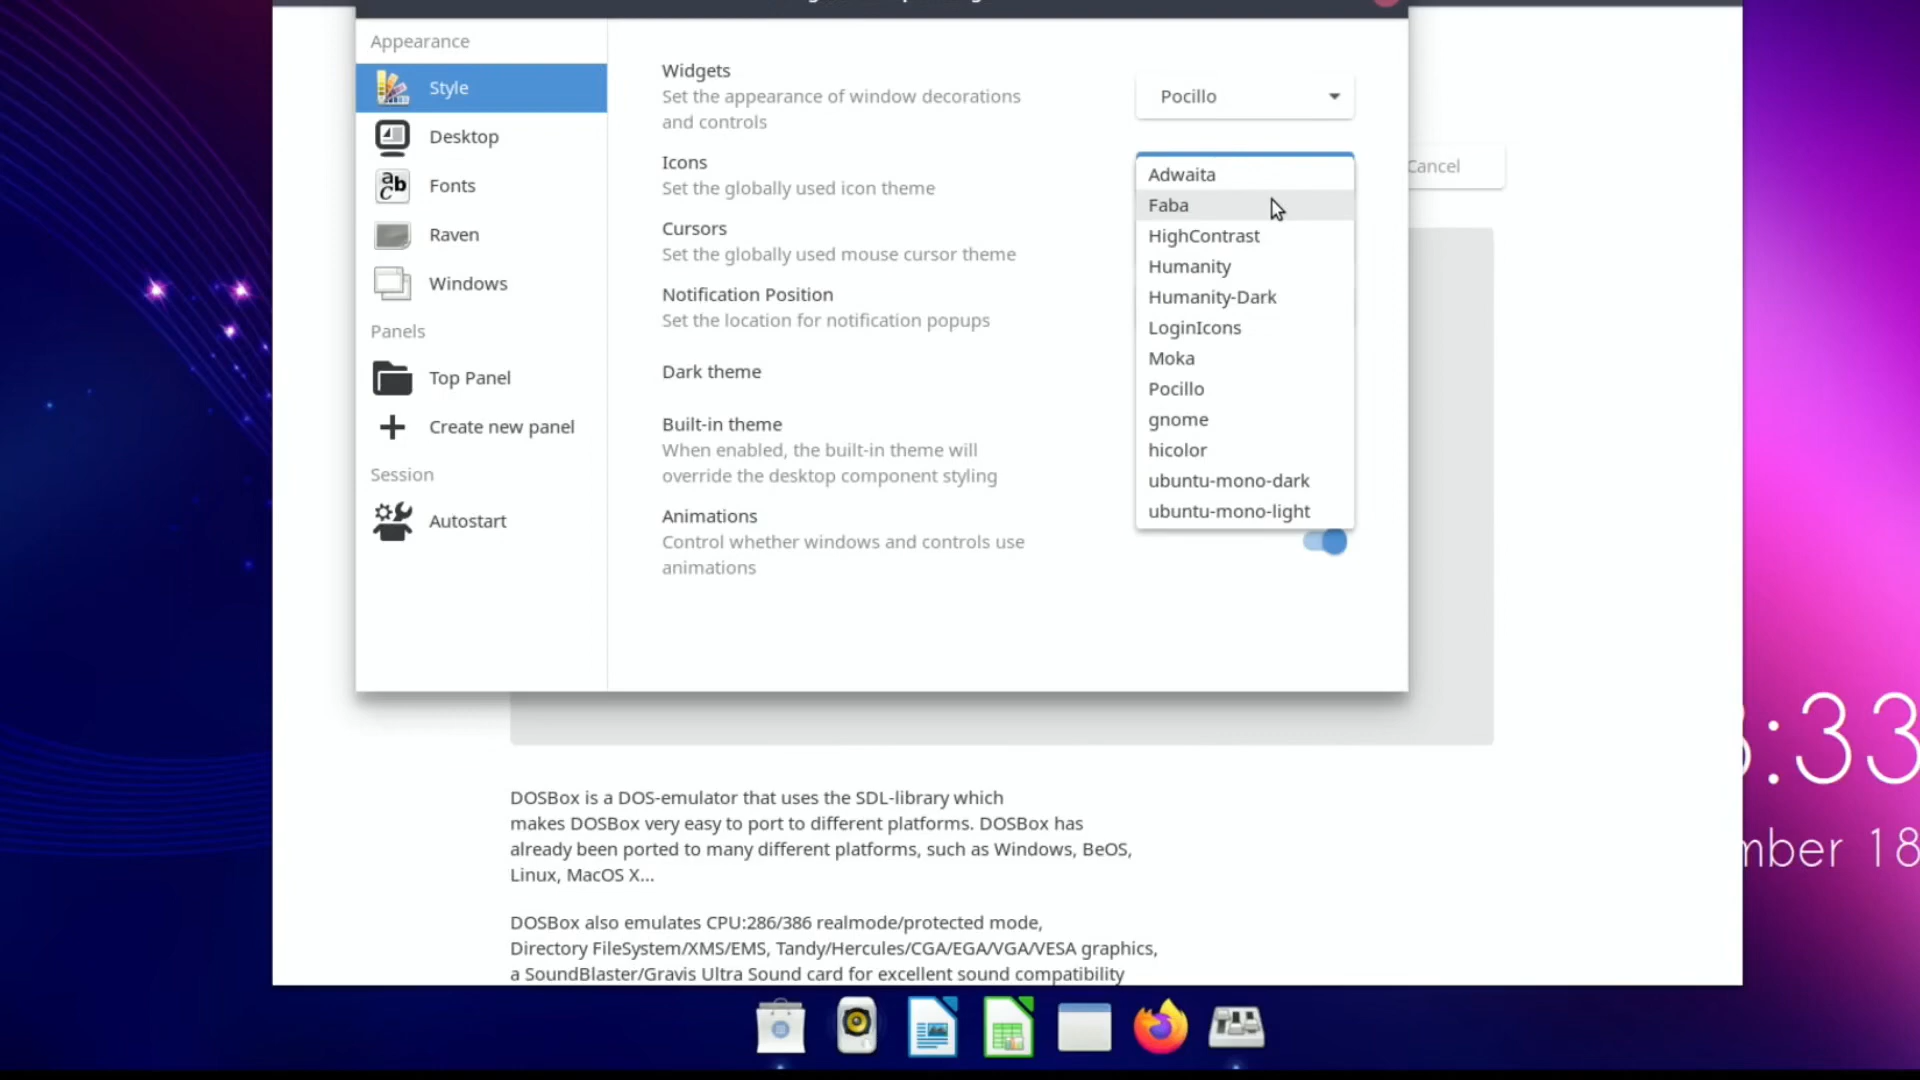 Appearance
Style
Desktop
Fonts
Raven
Windows
Panels
Top Panel
Create new panel
Session
Autostart
Widgets
Set the appearance of window decorations
and controls
Pocillo
Icons
Set the globally used icon theme
Cursors
Set the globally used mouse cursor theme
Notification Position
Set the location for notification popups
Dark theme
Built-in theme
When enabled, the built-in theme will
override the desktop component styling
Animations
Control whether windows and controls use
animations
Adwaita
Faba
HighContrast
Humanity
Humanity-Dark
LoginIcons
Moka
Pocillo
gnome
hicolor
ubuntu-mono-dark
ubuntu-mono-light
Cancel
DOSBox is a DOS-emulator that uses the SDL-library which
makes DOSBox very easy to port to different platforms. DOSBox has
already been ported to many different platforms, such as Windows, BeOS,
Linux, MacOS X...
DOSBox also emulates CPU:286/386 realmode/protected mode,
Directory FileSystem/XMS/EMS, Tandy/Hercules/CGA/EGA/VGA/VESA graphics,
a SoundBlaster/Gravis Ultra Sound card for excellent sound compatibility
:33
mber 18